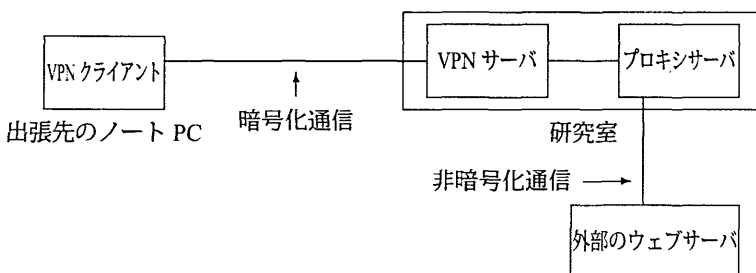 VPN クライアント
出張先のノート PC
暗号化通信
VPN サーバ
プロキシサーバ
研究室
非暗号化通信
外部のウェブサーバ